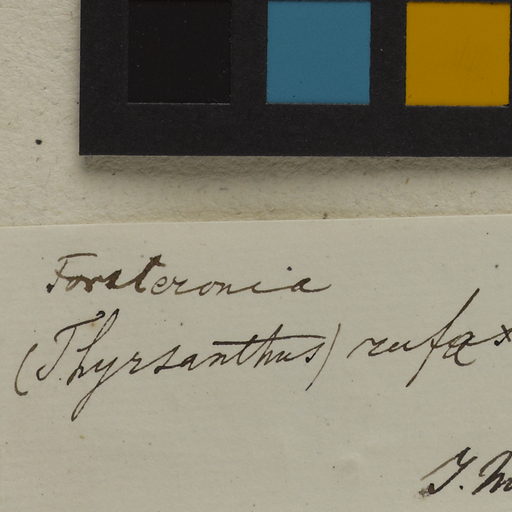 Forsteronia
(Thyrsanthus) rufa x
J. M